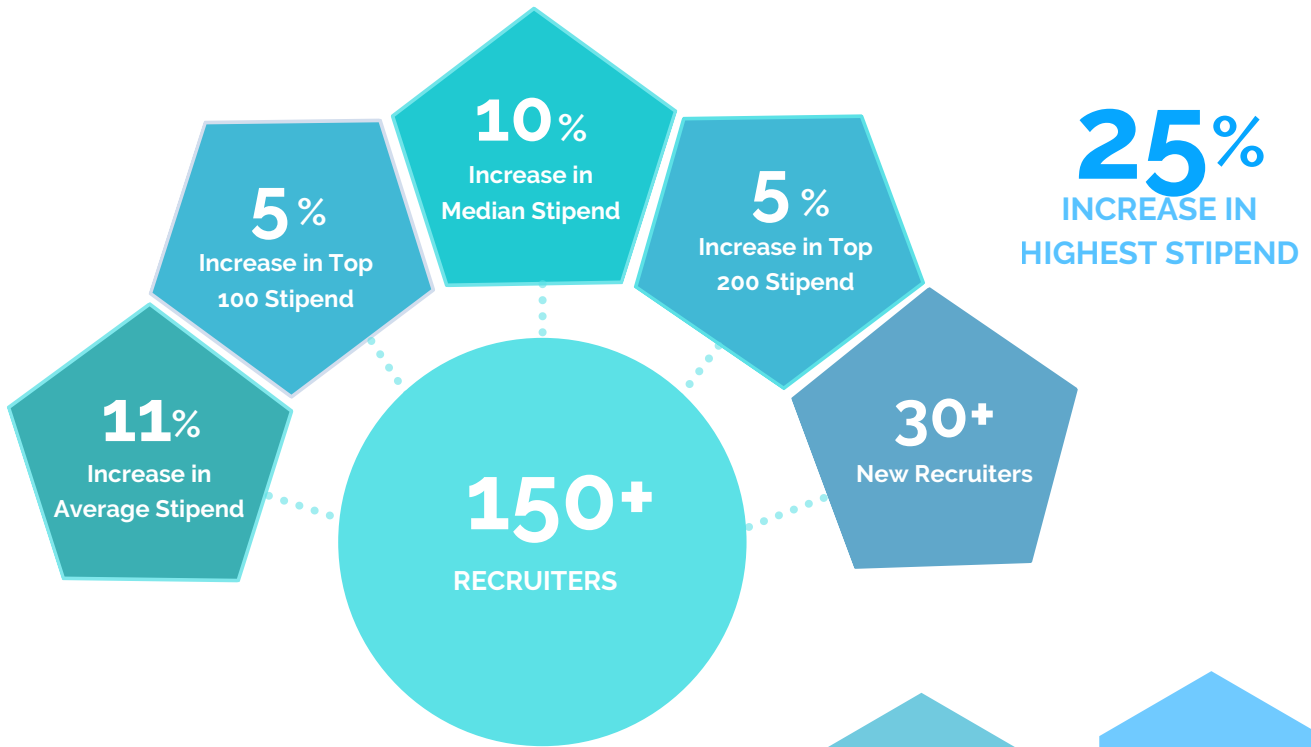 10 %
Increase in
Median Stipend
5 %
Increase in Top
100 Stipend
5 %
Increase in Top
200 Stipend
25%
INCREASE IN
HIGHEST STIPEND
11%
Increase in
Average Stipend
30+
New Recruiters
150+
RECRUITERS